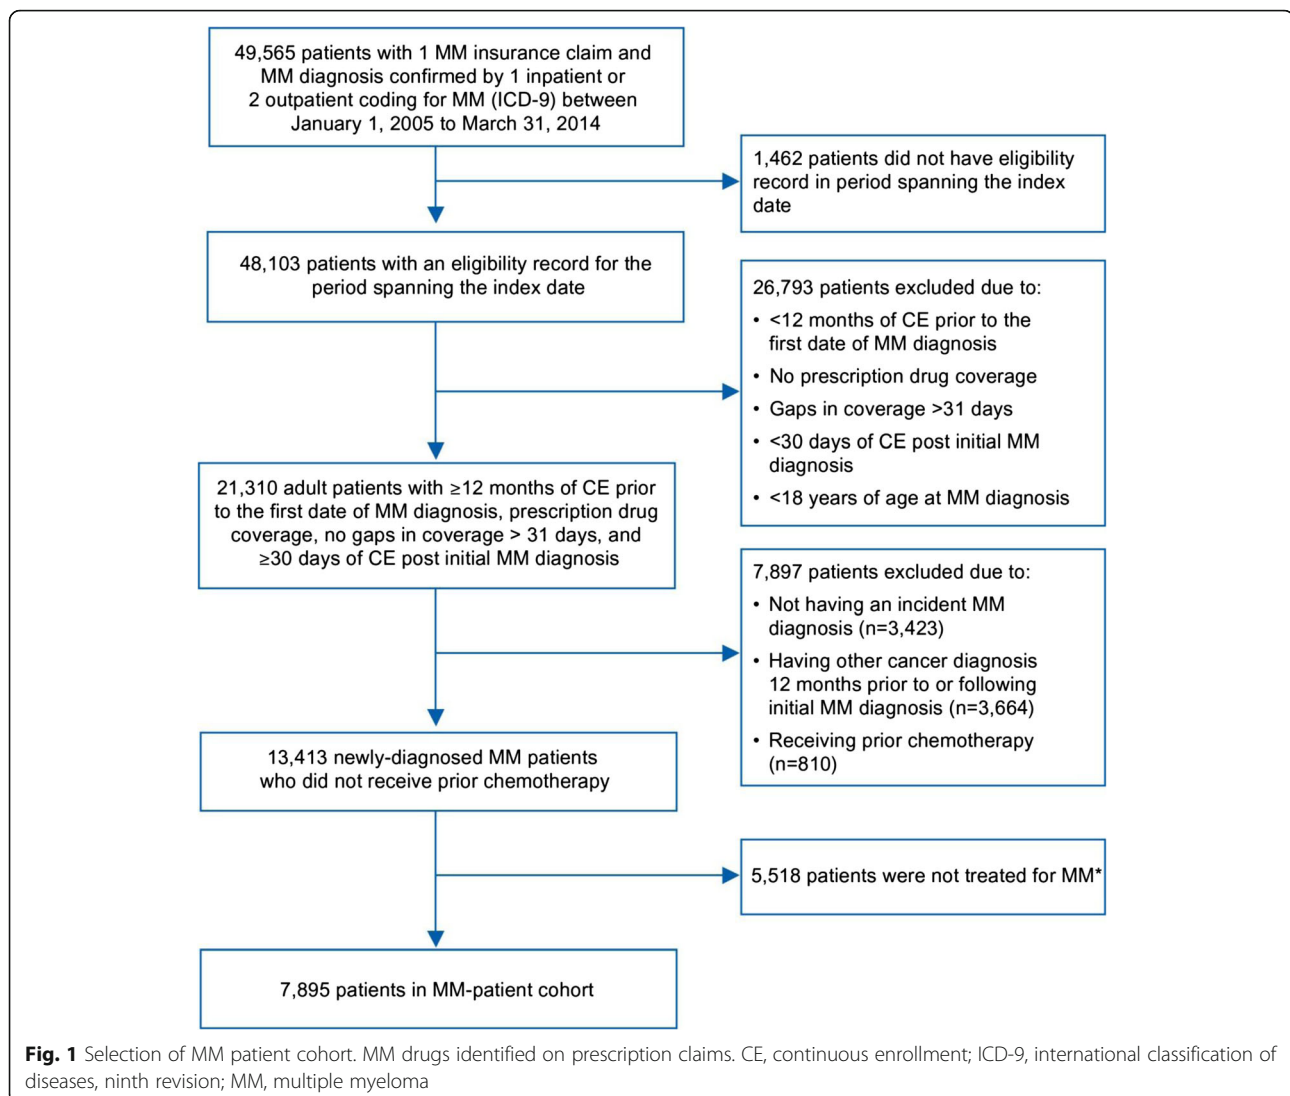 49,565 patients with 1 MM insurance claim and
MM diagnosis confirmed by 1 inpatient or
2 outpatient coding for MM (ICD-9) between
January 1, 2005 to March 31, 2014
1,462 patients did not have eligibility
record in period spanning the index
date
48,103 patients with an eligibility record for the
period spanning the index date
26,793 patients excluded due to:
• <12 months of CE prior to the
first date of MM diagnosis
• No prescription drug coverage
• Gaps in coverage >31 days
• <30 days of CE post initial MM
diagnosis
• <18 years of age at MM diagnosis
21,310 adult patients with ≥12 months of CE prior
to the first date of MM diagnosis, prescription drug
coverage, no gaps in coverage > 31 days, and
≥30 days of CE post initial MM diagnosis
7,897 patients excluded due to:
• Not having an incident MM
diagnosis (n=3,423)
• Having other cancer diagnosis
12 months prior to or following
initial MM diagnosis (n=3,664)
• Receiving prior chemotherapy
(n=810)
13,413 newly-diagnosed MM patients
who did not receive prior chemotherapy
5,518 patients were not treated for MM*
7,895 patients in MM-patient cohort
Fig. 1 Selection of MM patient cohort. MM drugs identified on prescription claims. CE, continuous enrollment; ICD-9, international classification of
diseases, ninth revision; MM, multiple myeloma